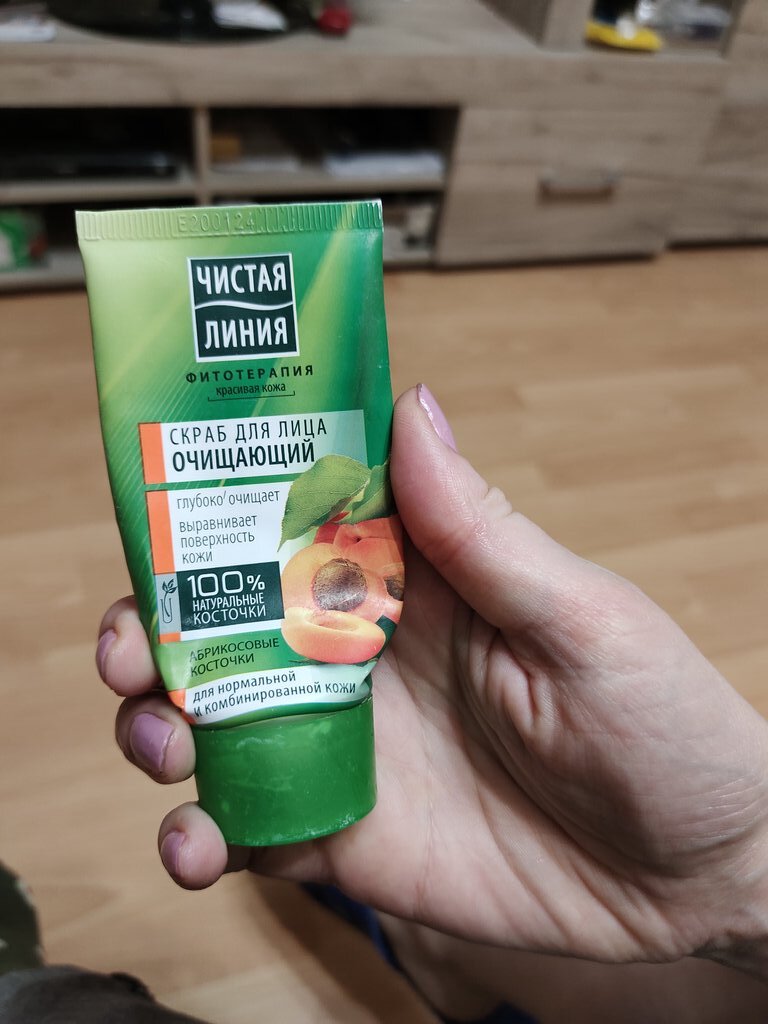 E200124
ЧИСТАЯ
ЛИНИЯ
ФИТОТЕРАПИЯ
красивая кожа
СКРАБ ДЛЯ ЛИЦА
ОЧИЩАЮЩИЙ
глубоко очищает
выравнивает
поверхность
кожи
100%
НАТУРАЛЬНЫЕ
КОСТОЧКИ
АБРИКОСОВЫЕ
КОСТОЧКИ
для нормальной
и комбинированной кожи